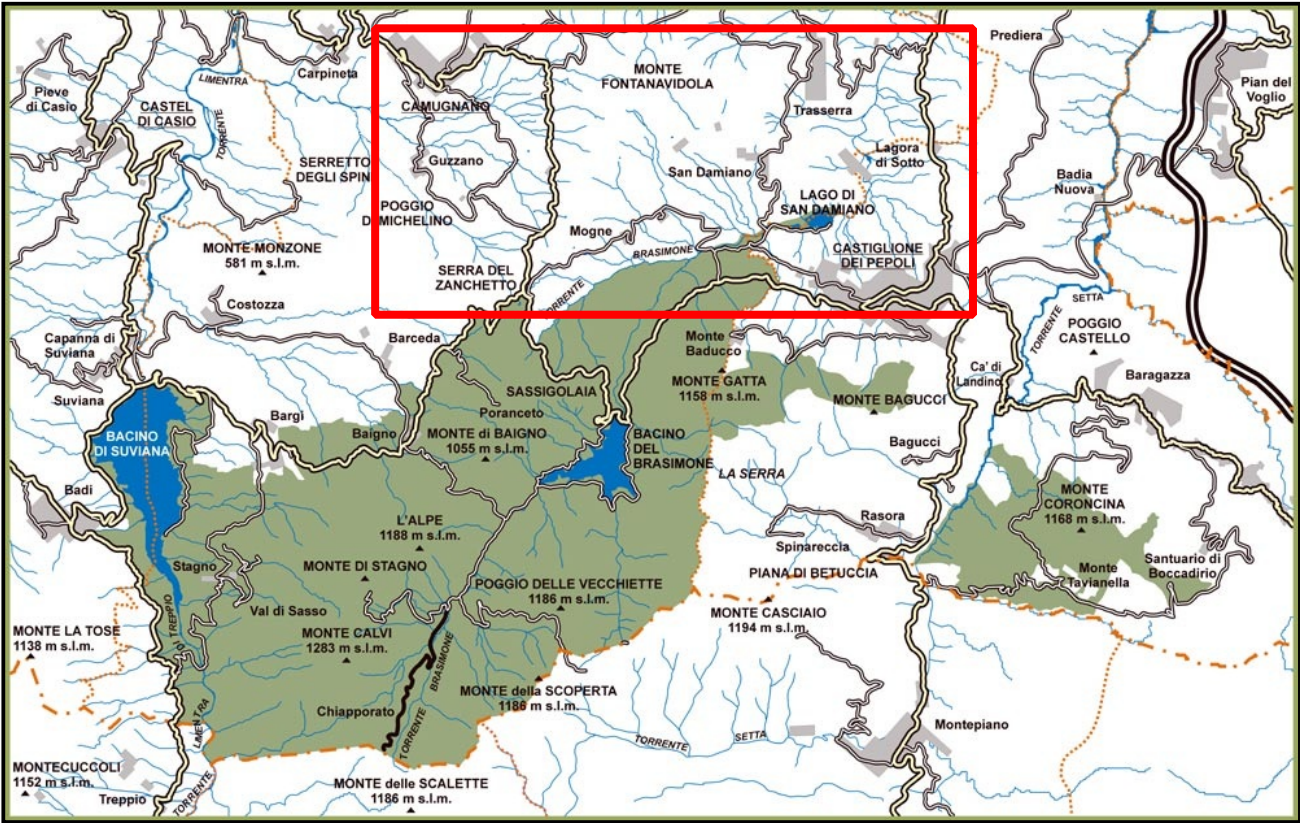 Prediera
Carpineta
MONTE
FONTANAVIDOLA
LIMENTRA
Pieve
di Casio
Pian del
Voglio
CASTEL
DI CASIO
CAMUGNANO
Trasserra
TORRENTE
SERRETTO
DEGLI SPIN
Guzzano
Lagora
di Sotto
San Damiano
Badia
Nuova
POGGIO
DI MICHELINO
LAGO DI
SAN DAMIANO
Mogne
MONTE MONZONE
581 m s.l.m.
BRASIMONE
CASTIGLIONE
DEI PEPOLI
SERRA DEL
ZANCHETTO
TORRENTE
Costozza
SETTA
TORRENTE
Capanna di
Suviana
Barceda
Monte
Baducco
POGGIO
CASTELLO
Ca' di
Landino
Baragazza
Suviana
SASSIGOLAIA
MONTE GATTA
1158 m s.l.m.
MONTE BAGUCCI
Bargi
Poranceto
BACINO
DI SUVIANA
Baigno
MONTE di BAIGNO
1055 m s.l.m.
BACINO
DEL
BRASIMONE
Bagucci
LA SERRA
Badi
MONTE
CORONCINA
1168 m s.l.m.
L'ALPE
1188 m s.l.m.
Rasora
Spinareccia
Stagno
MONTE DI STAGNO
PIANA DI BETUCCIA
Santuario di
Boccadirio
POGGIO DELLE VECCHIETTE
1186 m s.l.m.
Monte
Tavianella
Val di Sasso
MONTE CASCIAIO
1194 m s.l.m.
DI TREPPIO
MONTE LA TOSE
1138 m s.l.m.
MONTE CALVI
1283 m s.l.m.
BRASIMONE
MONTE della SCOPERTA
1186 m s.l.m.
Chiapporato
LIMENTRA
TORRENTE
Montepiano
TORRENTE
SETTA
MONTECUCCOLI
1152 m s.l.m.
MONTE delle SCALETTE
1186 m s.l.m.
Treppio
TORRENTE